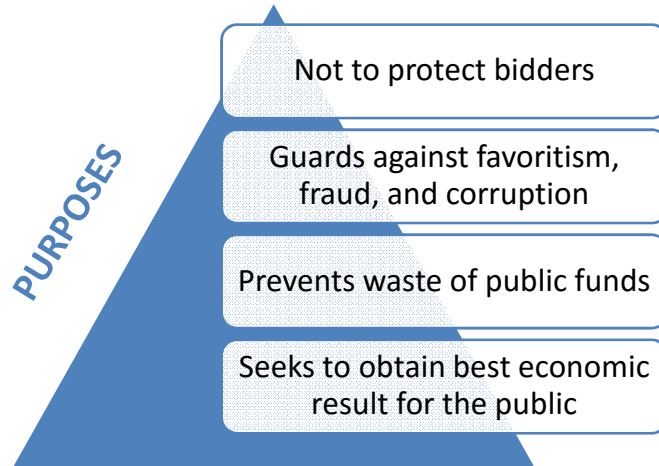 PURPOSES
Not to protect bidders
Guards against favoritism,
fraud, and corruption
Prevents waste of public funds
Seeks to obtain best economic
result for the public